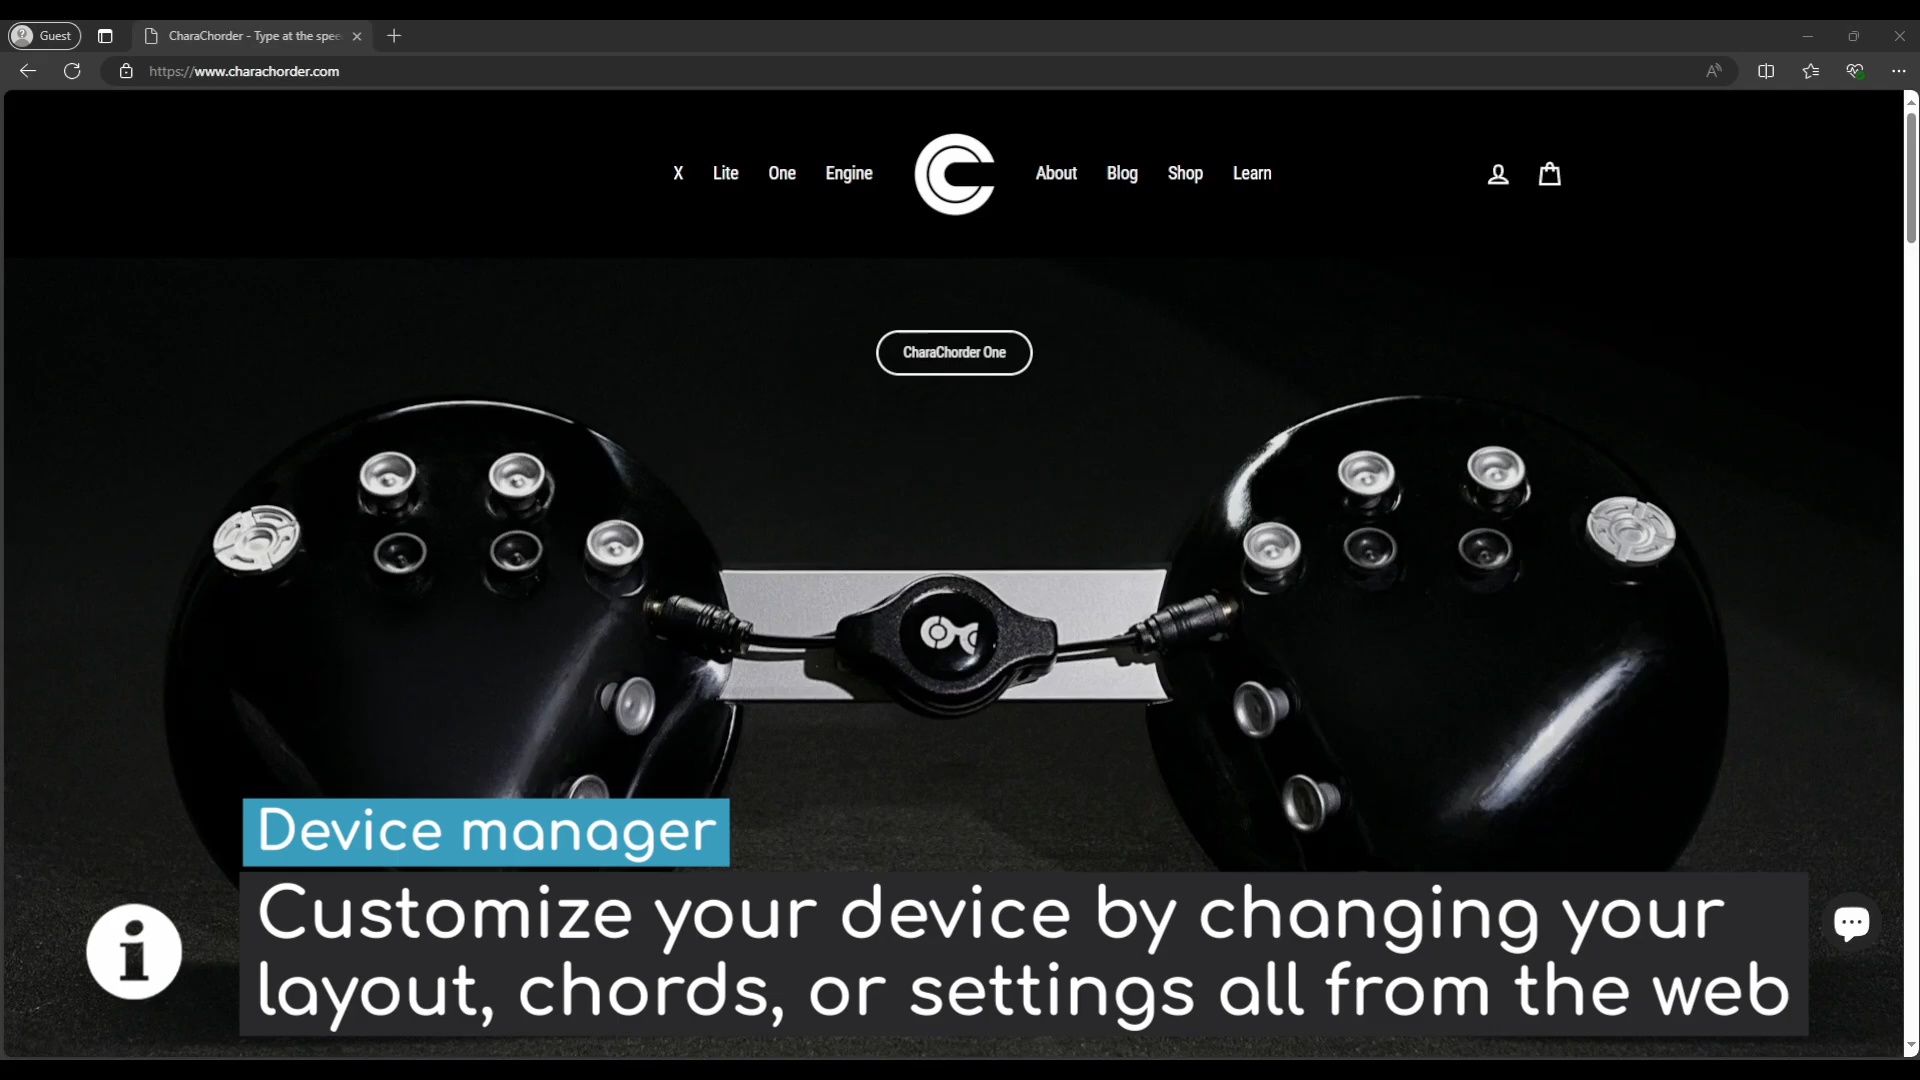 Guest
CharaChorder - Type at the spee
https://www.charachorder.com
X Lite One Engine About Blog Shop Learn
CharaChorder One
Device manager
Customize your device by changing your
layout, chords, or settings all from the web